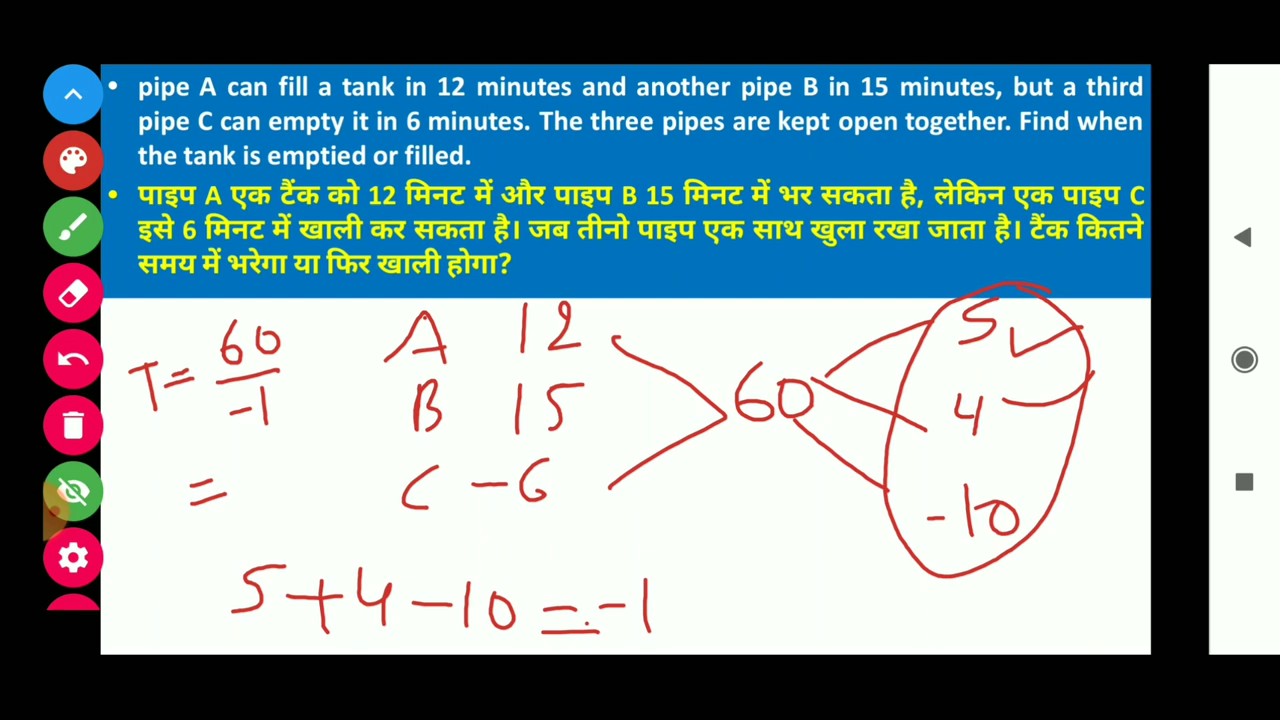 • pipe A can fill a tank in 12 minutes and another pipe B in 15 minutes, but a third
pipe C can empty it in 6 minutes. The three pipes are kept open together. Find when
the tank is emptied or filled.
• पाइप A एक टैंक को 12 मिनट में और पाइप B 15 मिनट में भर सकता है, लेकिन एक पाइप C
इसे 6 मिनट में खाली कर सकता है। जब तीनो पाइप एक साथ खुला रखा जाता है। टैंक कितने
समय में भरेगा या फिर खाली होगा?
T = 60/-1
=
A 12
B 15
C - 6
60
5
4
-10
5 + 4 - 10 = -1